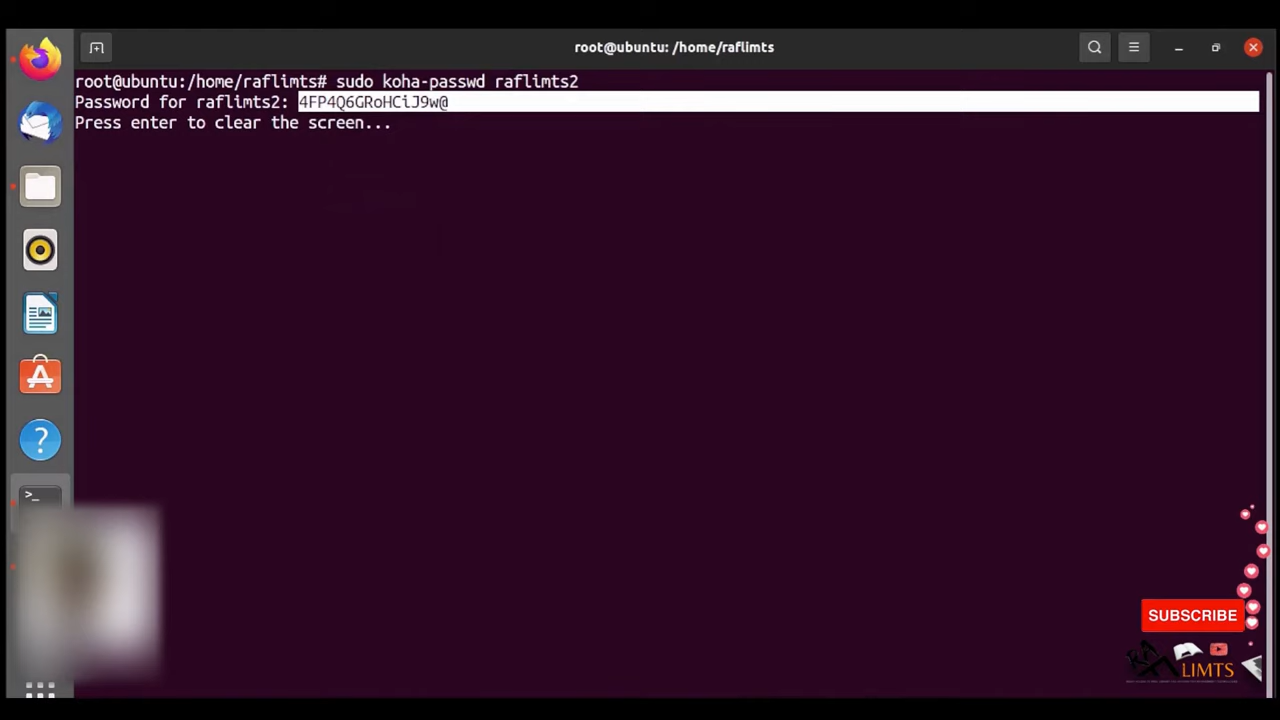 root@ubuntu: /home/raflimts
root@ubuntu:/home/raflimts# sudo koha-passwd raflimts2
Password for raflimts2: 4FP4Q6GRoHCiJ9w@
Press enter to clear the screen...
>_
SUBSCRIBE
LIMTS